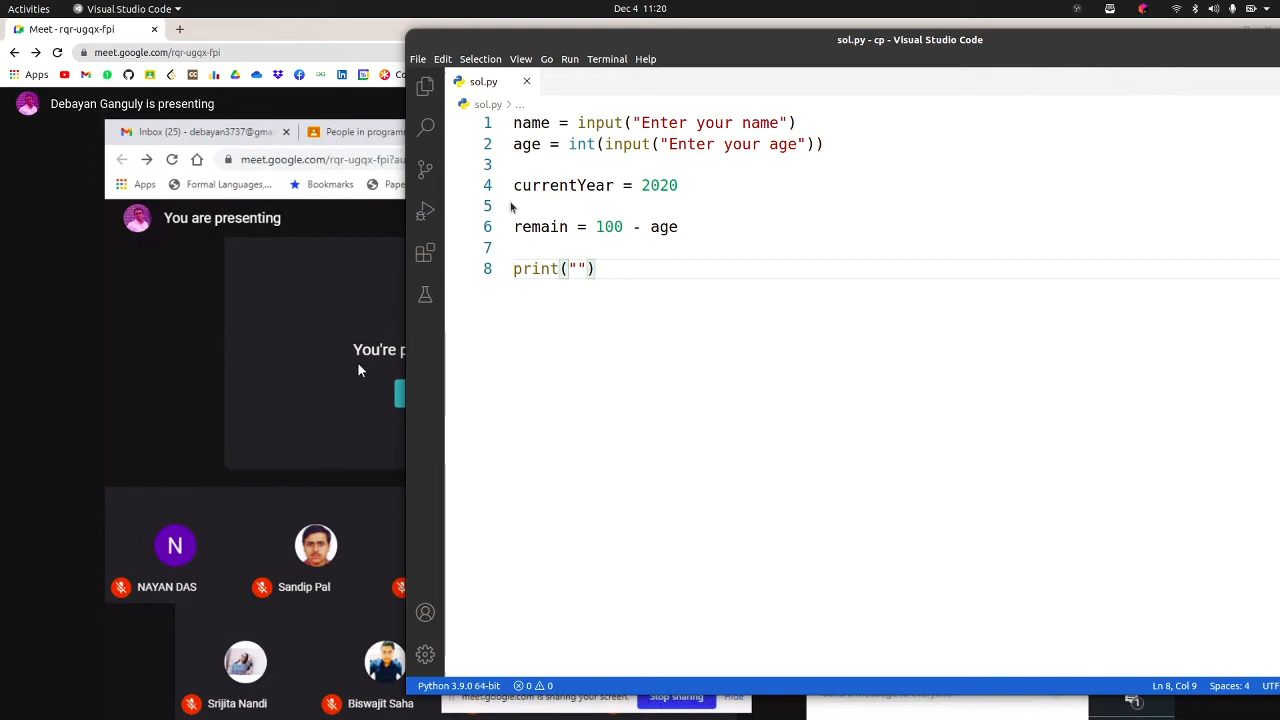 Activities
Visual Studio Code
Dec 4 11:20
Meet - rqr-ugqx-fpi
meet.google.com/rqr-ugqx-fpi
Apps
Debayan Ganguly is presenting
Inbox (25) - debayan3737@gma
People in programm
meet.google.com/rqr-ugqx-fpi?au
Apps
Formal Languages,...
Bookmarks
Pape
You are presenting
You're p
N
NAYAN DAS
Sandip Pal
Srijita Nandi
Biswajit Saha
sol.py - cp - Visual Studio Code
File Edit Selection View Go Run Terminal Help
sol.py
sol.py > ...
1 name = input("Enter your name")
2 age = int(input("Enter your age"))
3
4 currentYear = 2020
5
6 remain = 100 - age
7
8 print("")
Python 3.9.0 64-bit
0 0
Ln 8, Col 9
Spaces: 4
UTF
meet.google.com is sharing your screen.
Stop sharing
Hide